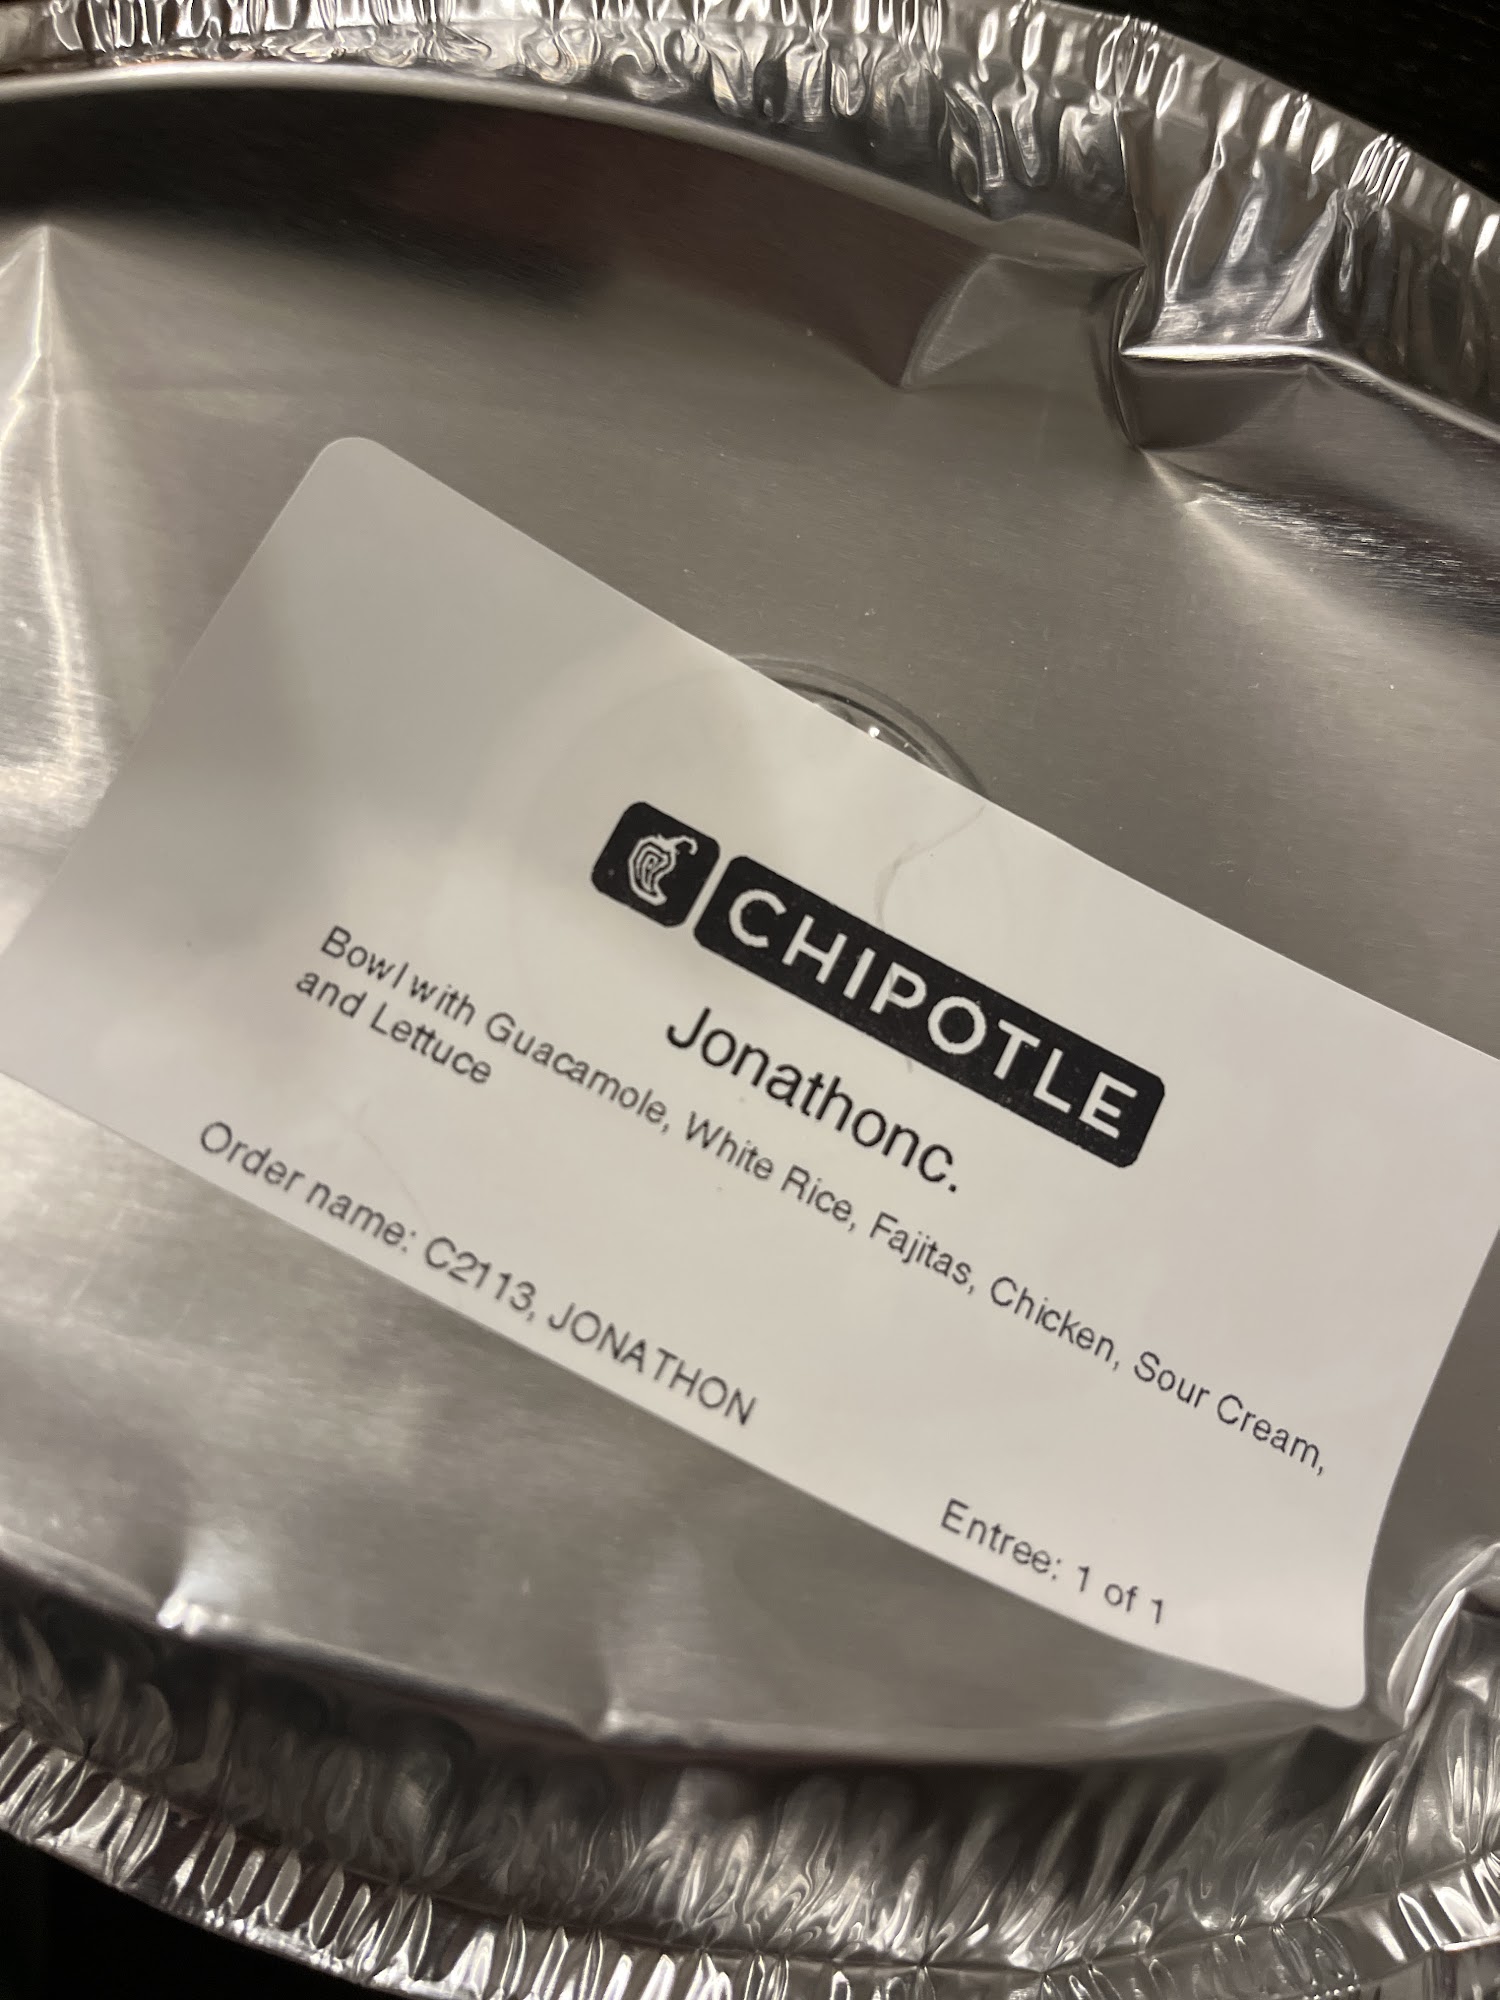 CHIPOTLE
Jonathonc.
Bowl with Guacamole, White Rice, Fajitas, Chicken, Sour Cream,
and Lettuce
Order name: C2113, JONATHON
Entree: 1 of 1